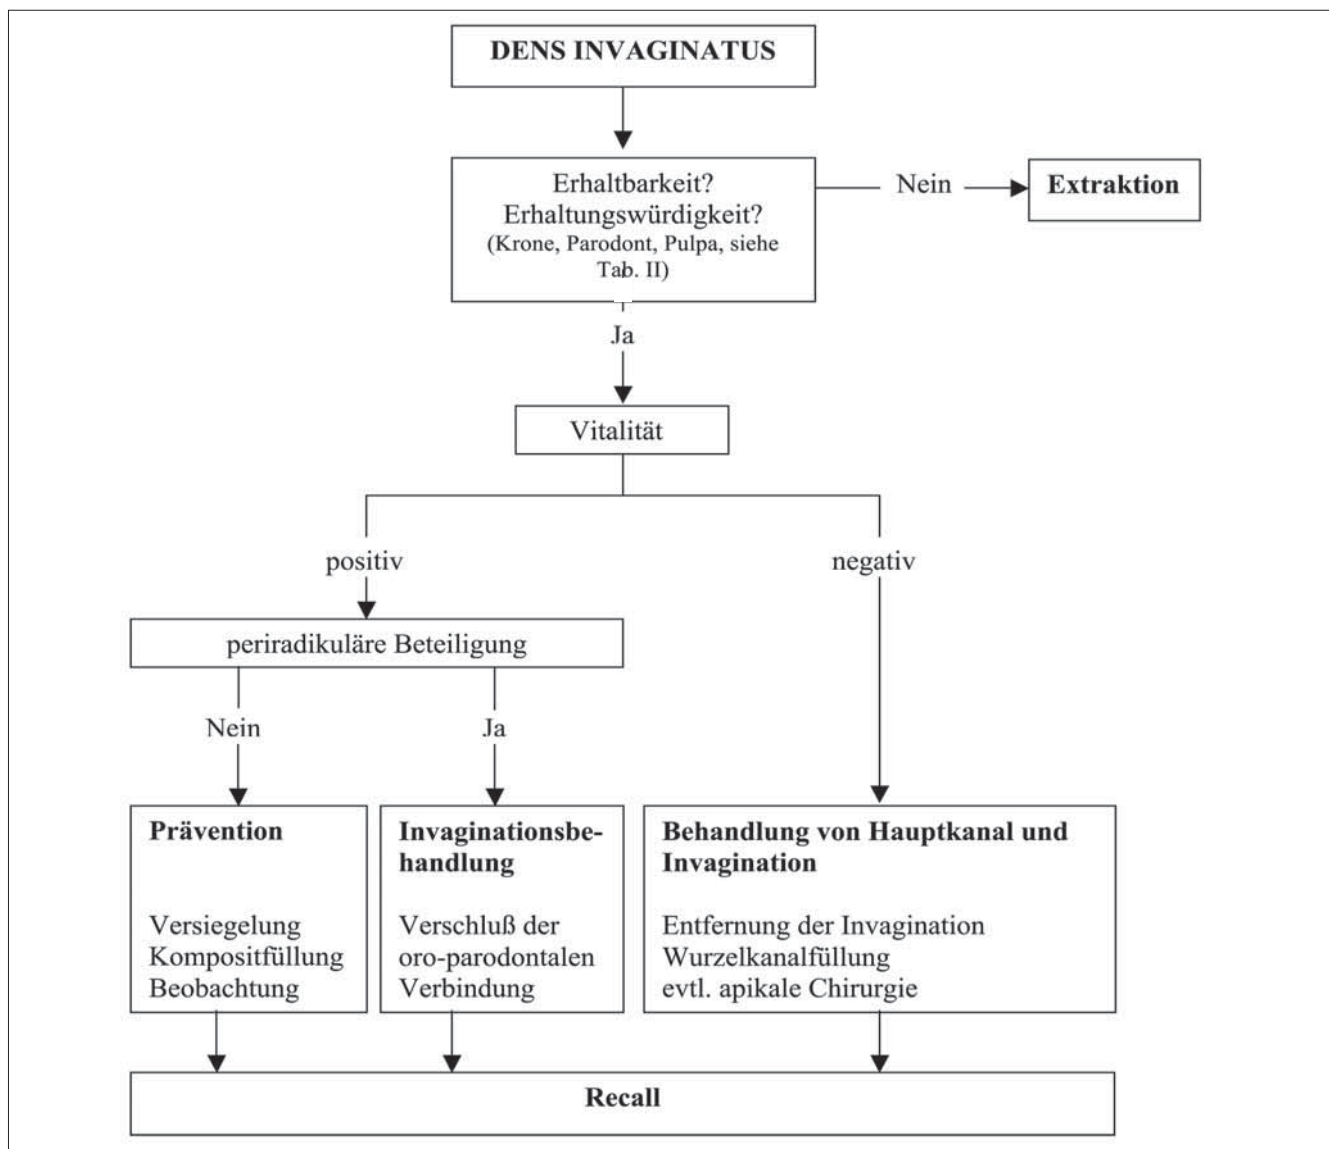 DENS INVAGINATUS
Erhaltbarkeit?
Erhaltungswürdigkeit?
(Krone, Parodont, Pulpa, siehe
Tab. II)
Nein
Extraktion
Ja
Vitalität
positiv
negativ
periradikuläre Beteiligung
Nein
Ja
Prävention
Versiegelung
Kompositfüllung
Beobachtung
Invaginationsbe-
handlung
Verschluß der
oro-parodontalen
Verbindung
Behandlung von Hauptkanal und
Invagination
Entfernung der Invagination
Wurzelkanalfüllung
evtl. apikale Chirurgie
Recall